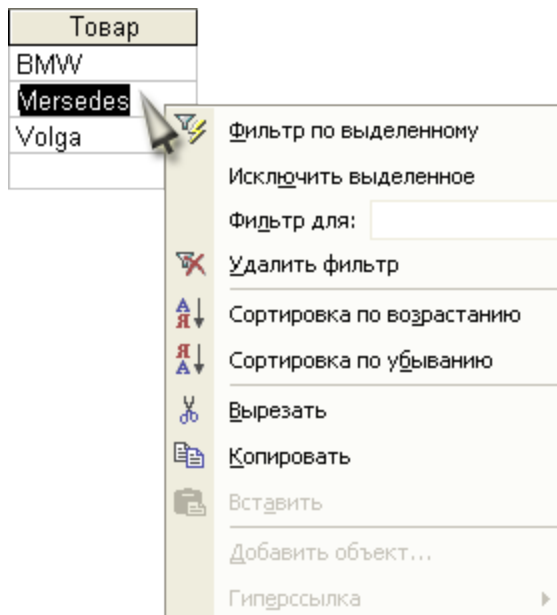 Товар
BMW
Mersedes
Volga
Фильтр по выделенному
Исключить выделенное
Фильтр для:
Удалить фильтр
Сортировка по возрастанию
Сортировка по убыванию
Вырезать
Копировать
Вставить
Добавить объект...
Гиперссылка